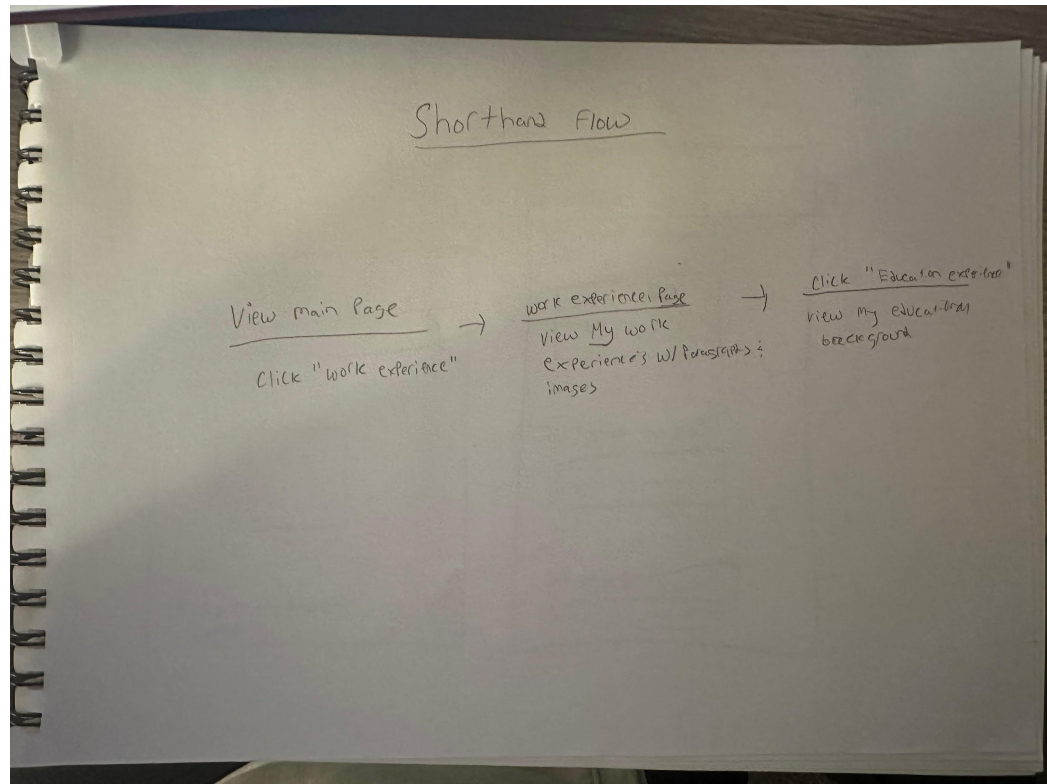 Shorthand Flow
View main Page
Click "work experience"
→
work experiences Page
view My work
experience's w/ Paragraphs &
images
→
Click "Education experience"
view my educational
background